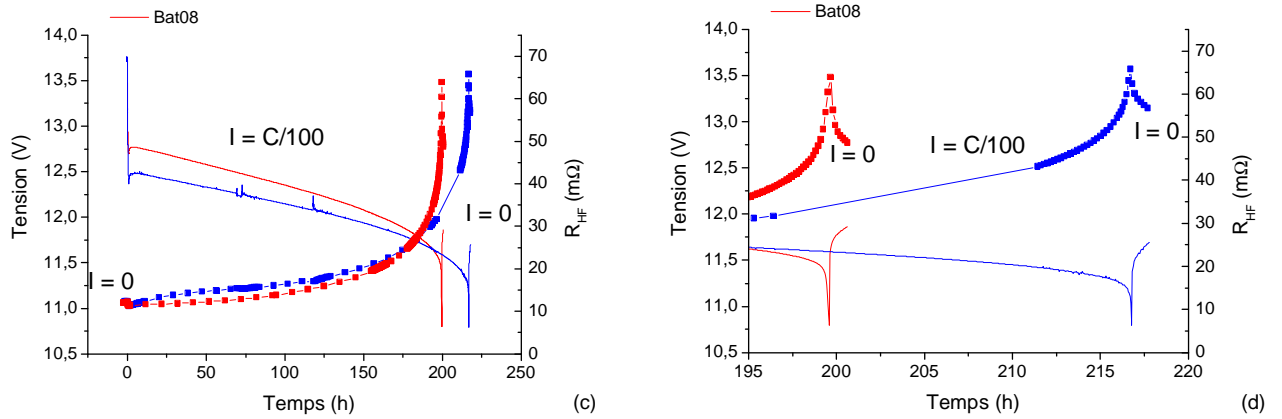 Bat08
14,0
13,5
13,0
12,5
12,0
11,5
11,0
10,5
Tension (V)
I = C/100
I = 0
I = 0
70
60
50
40
30
20
10
0
R_HF (mΩ)
0
50
100
150
200
250
Temps (h)
(c)
Bat08
14,0
13,5
13,0
12,5
12,0
11,5
11,0
10,5
Tension (V)
I = 0
I = C/100
I = 0
70
60
50
40
30
20
10
0
R_HF (mΩ)
195
200
205
210
215
220
Temps (h)
(d)